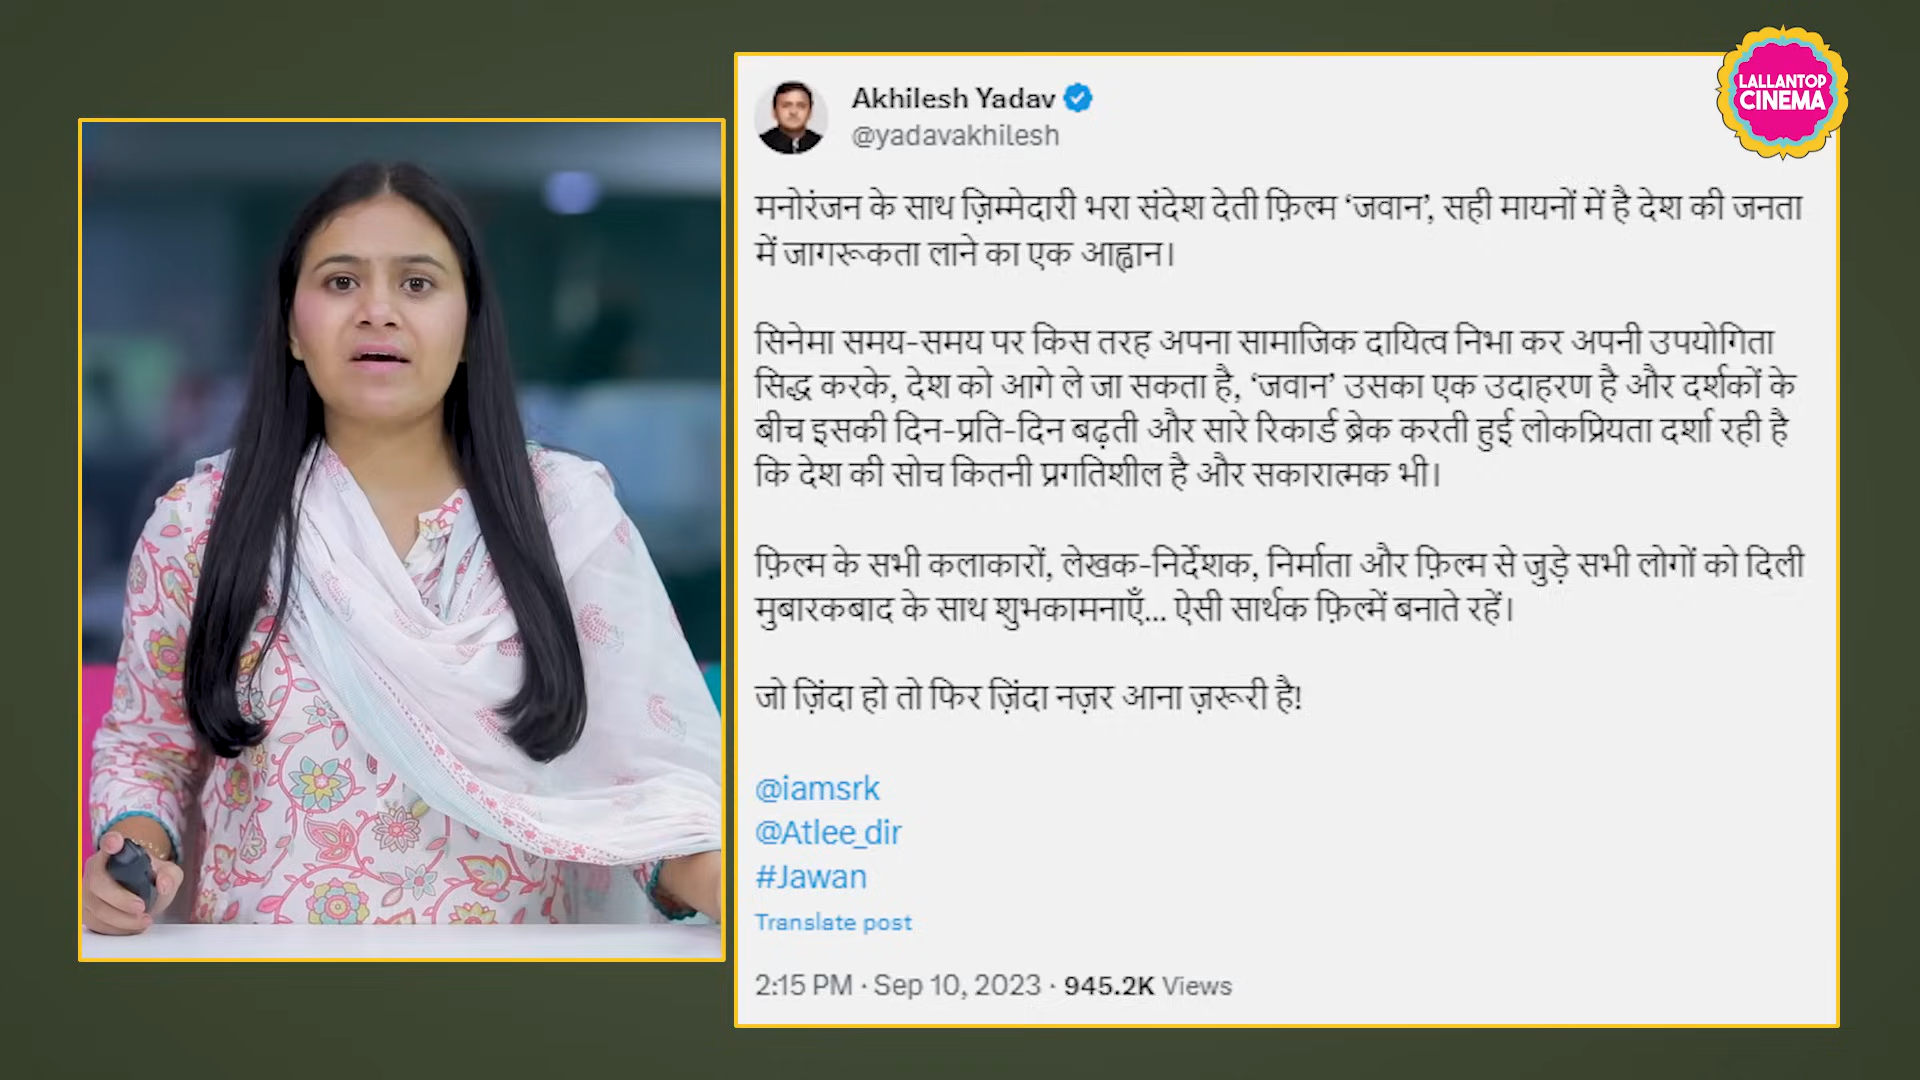 LALLANTOP
CINEMA
Akhilesh Yadav
@yadavakhilesh
मनोरंजन के साथ ज़िम्मेदारी भरा संदेश देती फ़िल्म ‘जवान’, सही मायनों में है देश की जनता
में जागरूकता लाने का एक आह्वान।
सिनेमा समय-समय पर किस तरह अपना सामाजिक दायित्व निभा कर अपनी उपयोगिता
सिद्ध करके, देश को आगे ले जा सकता है, ‘जवान’ उसका एक उदाहरण है और दर्शकों के
बीच इसकी दिन-प्रति-दिन बढ़ती और सारे रिकार्ड ब्रेक करती हुई लोकप्रियता दर्शा रही है
कि देश की सोच कितनी प्रगतिशील है और सकारात्मक भी।
फ़िल्म के सभी कलाकारों, लेखक-निर्देशक, निर्माता और फ़िल्म से जुड़े सभी लोगों को दिली
मुबारकबाद के साथ शुभकामनाएँ... ऐसी सार्थक फ़िल्में बनाते रहें।
जो ज़िंदा हो तो फिर ज़िंदा नज़र आना ज़रूरी है!
@iamsrk
@Atlee_dir
#Jawan
Translate post
2:15 PM · Sep 10, 2023 · 945.2K Views